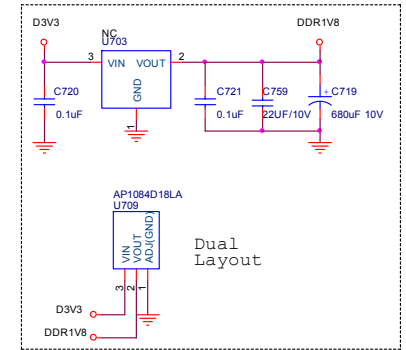 D3V3
NC
U703
DDR1V8
3
VIN
VOUT
2
GND
1
C720
0.1uF
C721
0.1uF
C759
22UF/10V
+
C719
680uF 10V
AP1084D18LA
U709
VIN
VOUT
ADJ(GND)
3
2
1
Dual
Layout
D3V3
DDR1V8